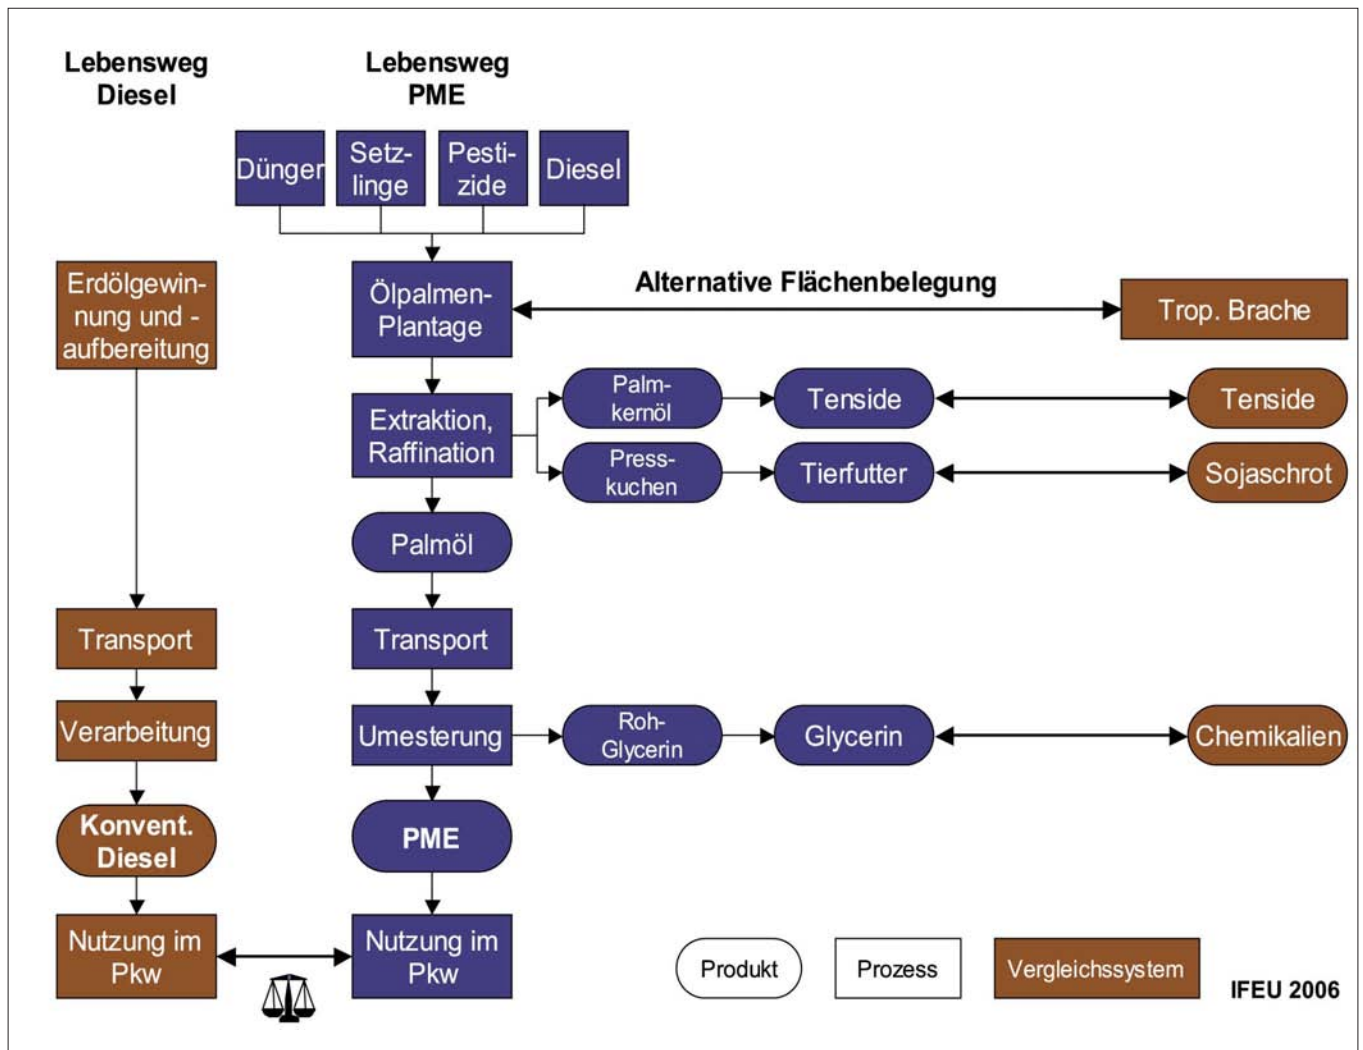 Lebensweg
Diesel
Lebensweg
PME
Dünger
Setz-
linge
Pesti-
zide
Diesel
Erdölgewin-
nung und -
aufbereitung
Ölpalmen-
Plantage
Alternative Flächenbelegung
Trop. Brache
Extraktion,
Raffination
Palm-
kernöl
Tenside
Tenside
Press-
kuchen
Tierfutter
Sojaschrot
Palmöl
Transport
Transport
Verarbeitung
Umesterung
Roh-
Glycerin
Glycerin
Chemikalien
Konvent.
Diesel
PME
Nutzung im
Pkw
Nutzung im
Pkw
Produkt
Prozess
Vergleichssystem
IFEU 2006